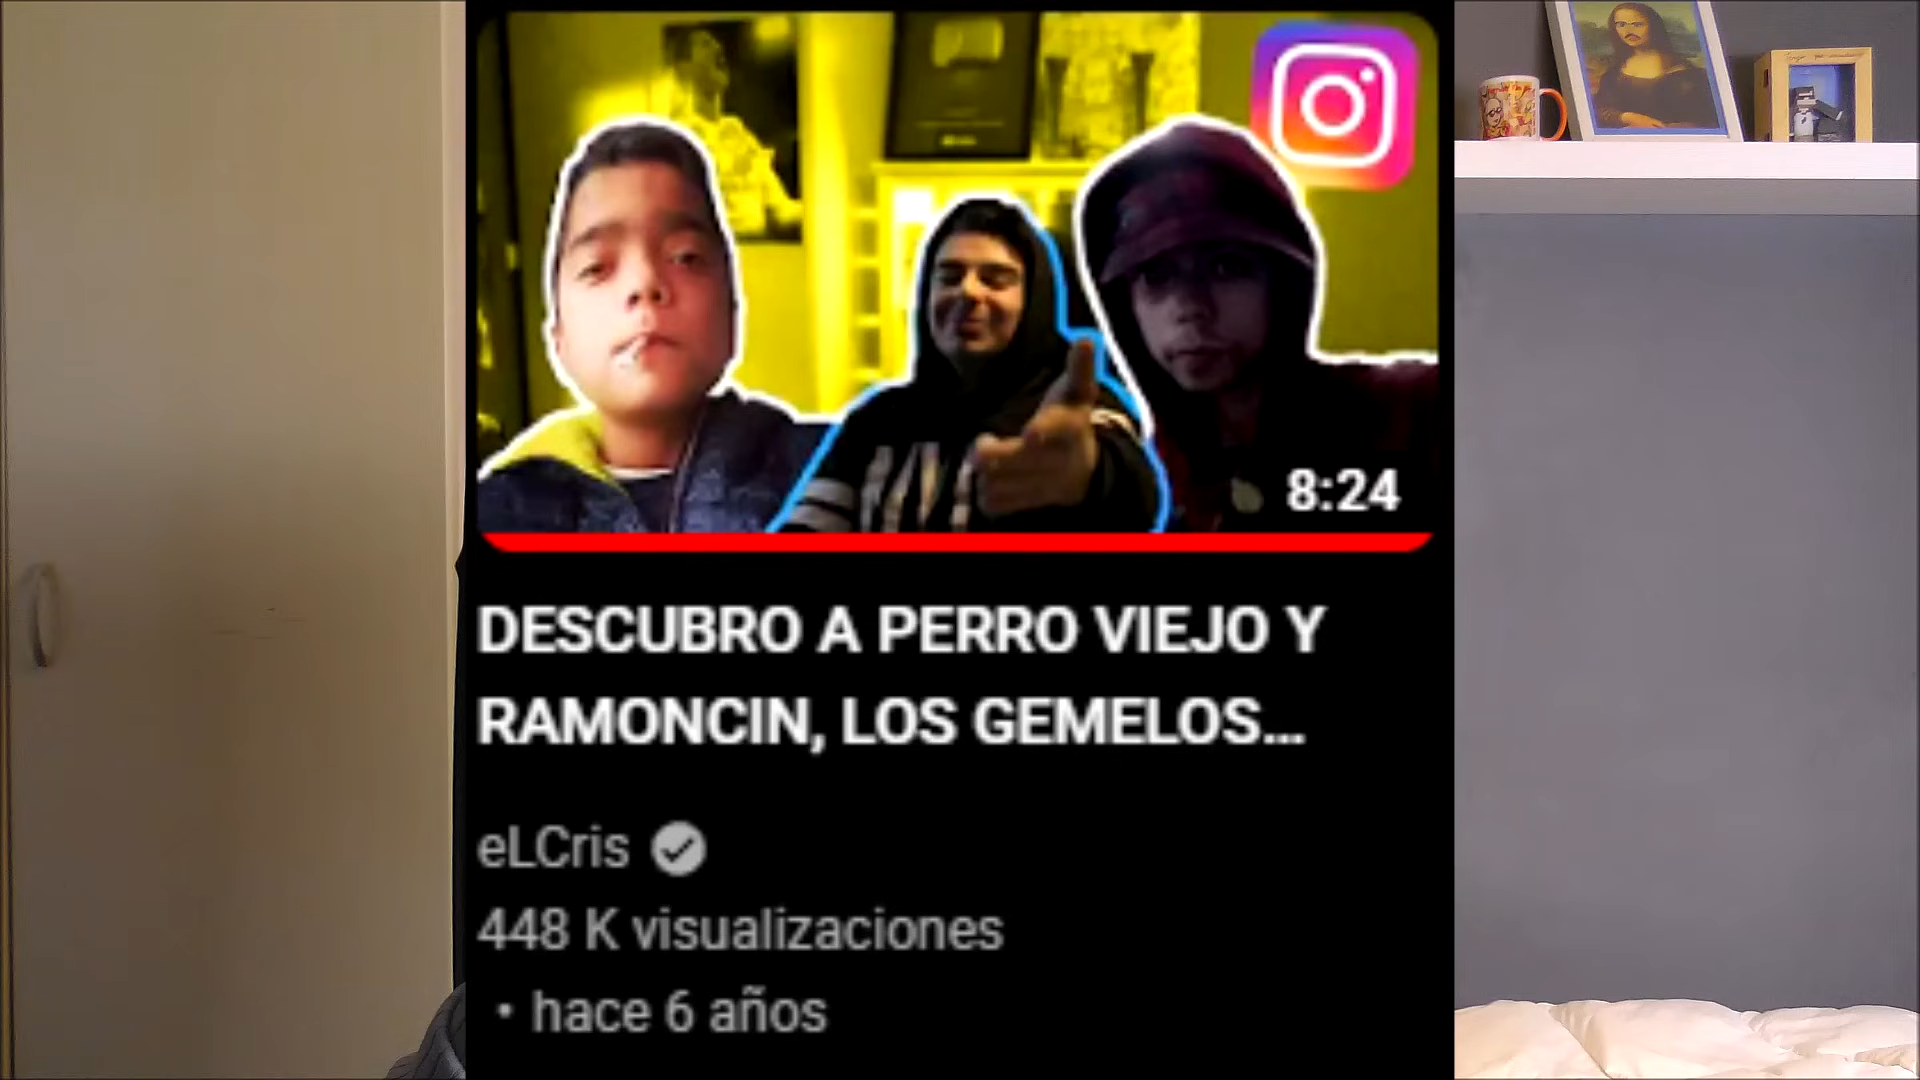 8:24
DESCUBRO A PERRO VIEJO Y
RAMONCIN, LOS GEMELOS...
eLCris
448 K visualizaciones
• hace 6 años